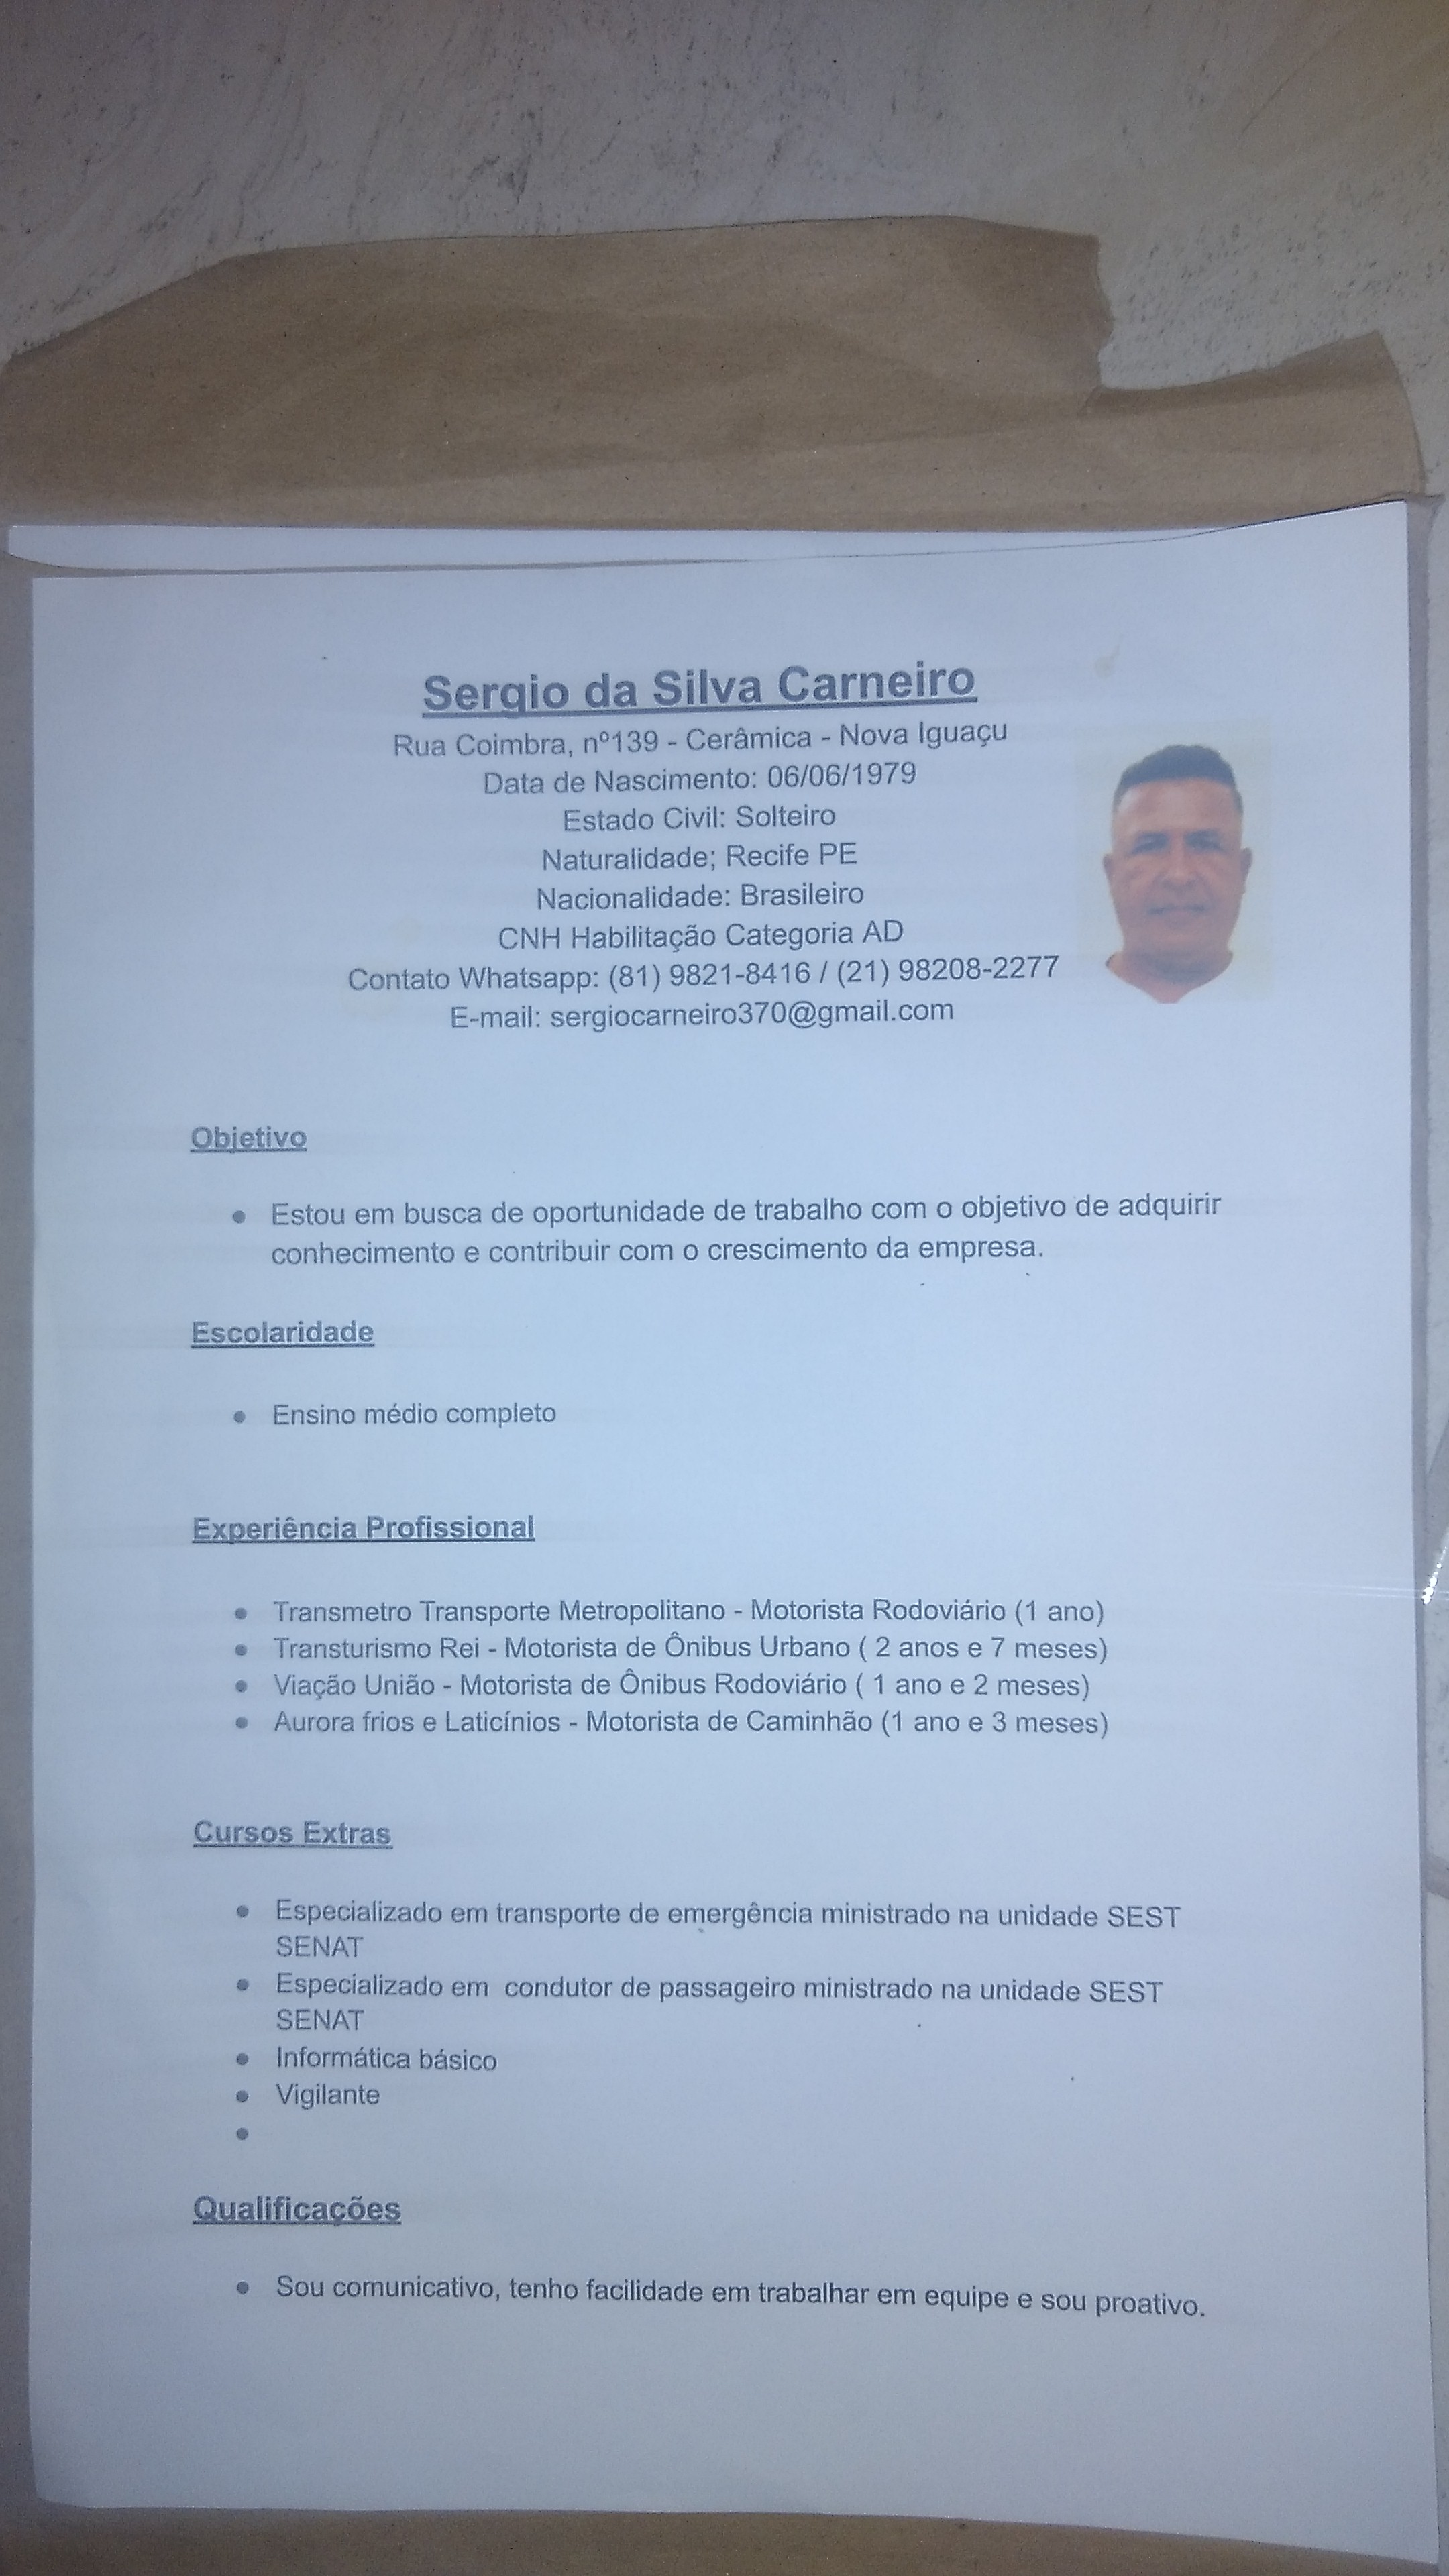 Sergio da Silva Carneiro
Rua Coimbra, nº139 - Cerâmica - Nova Iguaçu
Data de Nascimento: 06/06/1979
Estado Civil: Solteiro
Naturalidade; Recife PE
Nacionalidade: Brasileiro
CNH Habilitação Categoria AD
Contato Whatsapp: (81) 9821-8416 / (21) 98208-2277
E-mail: sergiocarneiro370@gmail.com
Objetivo
● Estou em busca de oportunidade de trabalho com o objetivo de adquirir
conhecimento e contribuir com o crescimento da empresa.
Escolaridade
● Ensino médio completo
Experiência Profissional
● Transmetro Transporte Metropolitano - Motorista Rodoviário (1 ano)
● Transturismo Rei - Motorista de Ônibus Urbano ( 2 anos e 7 meses)
● Viação União - Motorista de Ônibus Rodoviário ( 1 ano e 2 meses)
● Aurora frios e Laticínios - Motorista de Caminhão (1 ano e 3 meses)
Cursos Extras
● Especializado em transporte de emergência ministrado na unidade SEST
SENAT
● Especializado em  condutor de passageiro ministrado na unidade SEST
SENAT
● Informática básico
● Vigilante
●
Qualificações
● Sou comunicativo, tenho facilidade em trabalhar em equipe e sou proativo.